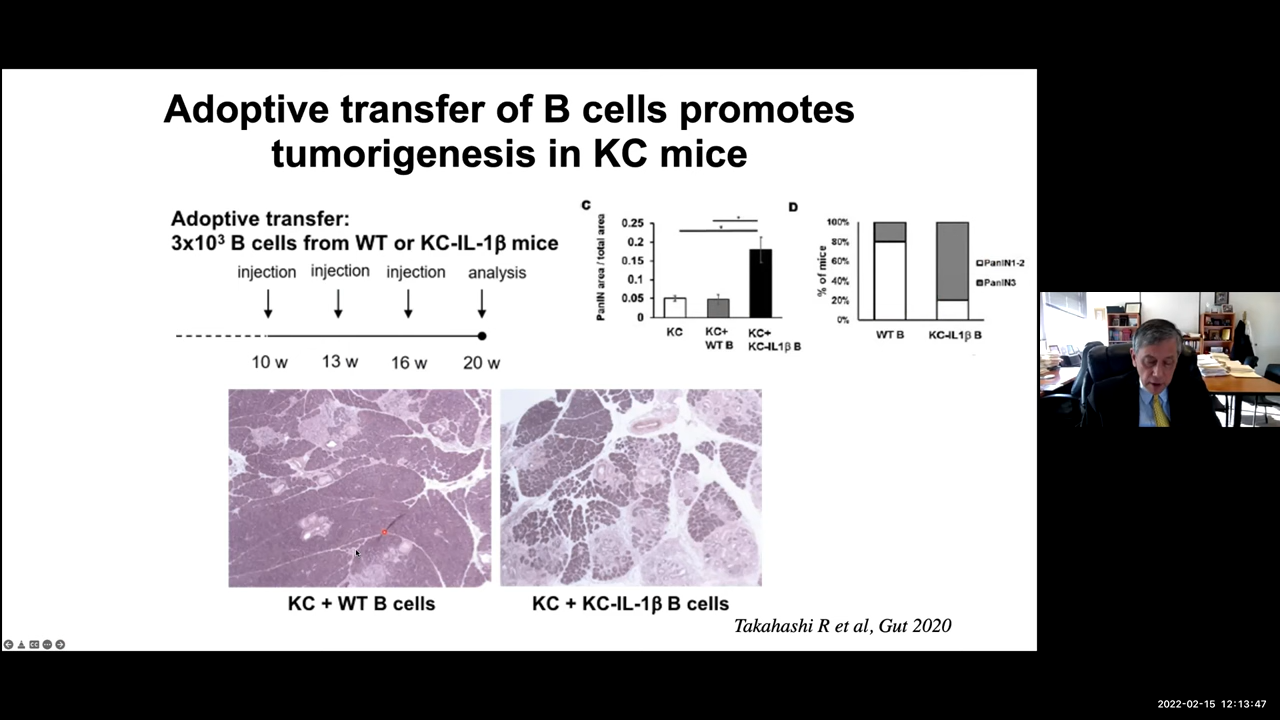 Adoptive transfer of B cells promotes
tumorigenesis in KC mice
Adoptive transfer:
3x10³ B cells from WT or KC-IL-1β mice
injection injection injection analysis
10 w 13 w 16 w 20 w
C
PanIN area / total area
0.25
0.2
0.15
0.1
0.05
0
KC
KC+
WT B
KC+
KC-IL1β B
*
*
D
% of mice
100%
80%
60%
40%
20%
0%
WT B KC-IL1β B
PanIN1-2
PanIN3
KC + WT B cells
KC + KC-IL-1β B cells
Takahashi R et al, Gut 2020
2022-02-15 12:13:47